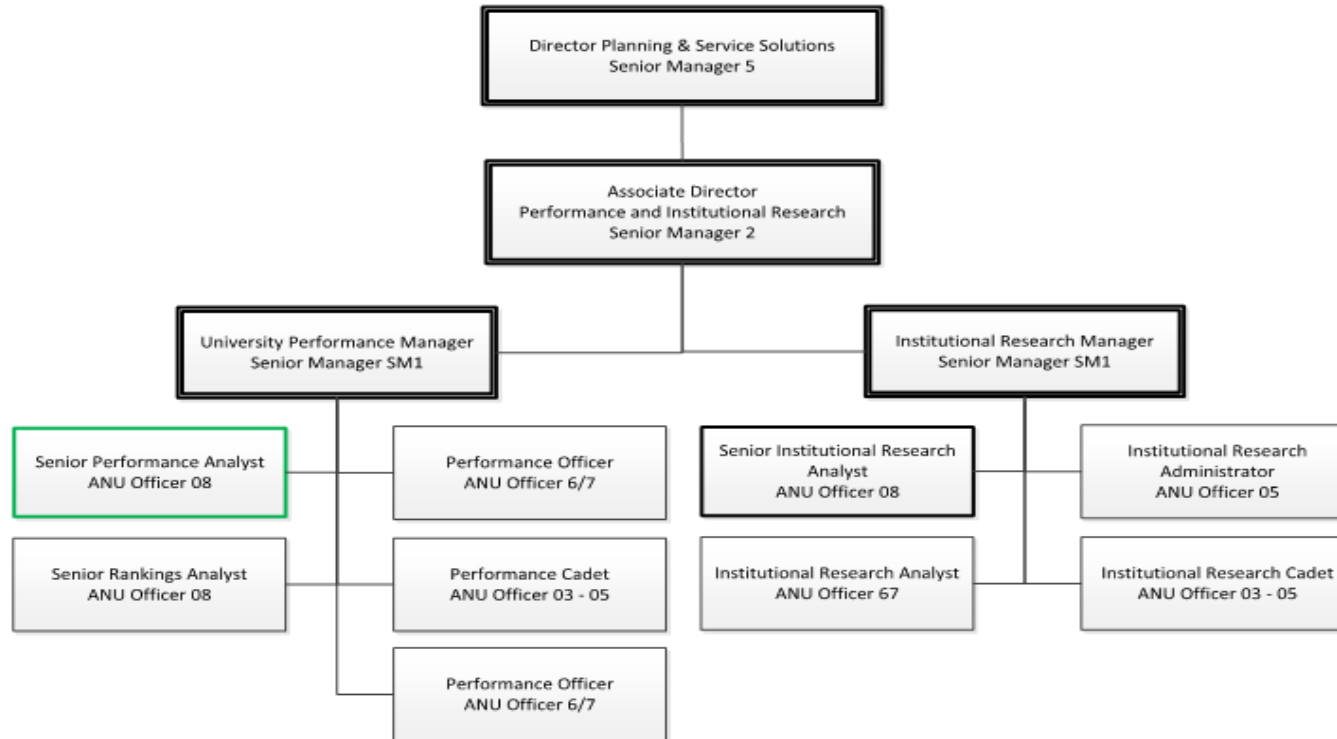 Director Planning & Service Solutions
Senior Manager 5
Associate Director
Performance and Institutional Research
Senior Manager 2
University Performance Manager
Senior Manager SM1
Institutional Research Manager
Senior Manager SM1
Senior Performance Analyst
ANU Officer 08
Performance Officer
ANU Officer 6/7
Senior Institutional Research
Analyst
ANU Officer 08
Institutional Research
Administrator
ANU Officer 05
Senior Rankings Analyst
ANU Officer 08
Performance Cadet
ANU Officer 03 - 05
Institutional Research Analyst
ANU Officer 67
Institutional Research Cadet
ANU Officer 03 - 05
Performance Officer
ANU Officer 6/7